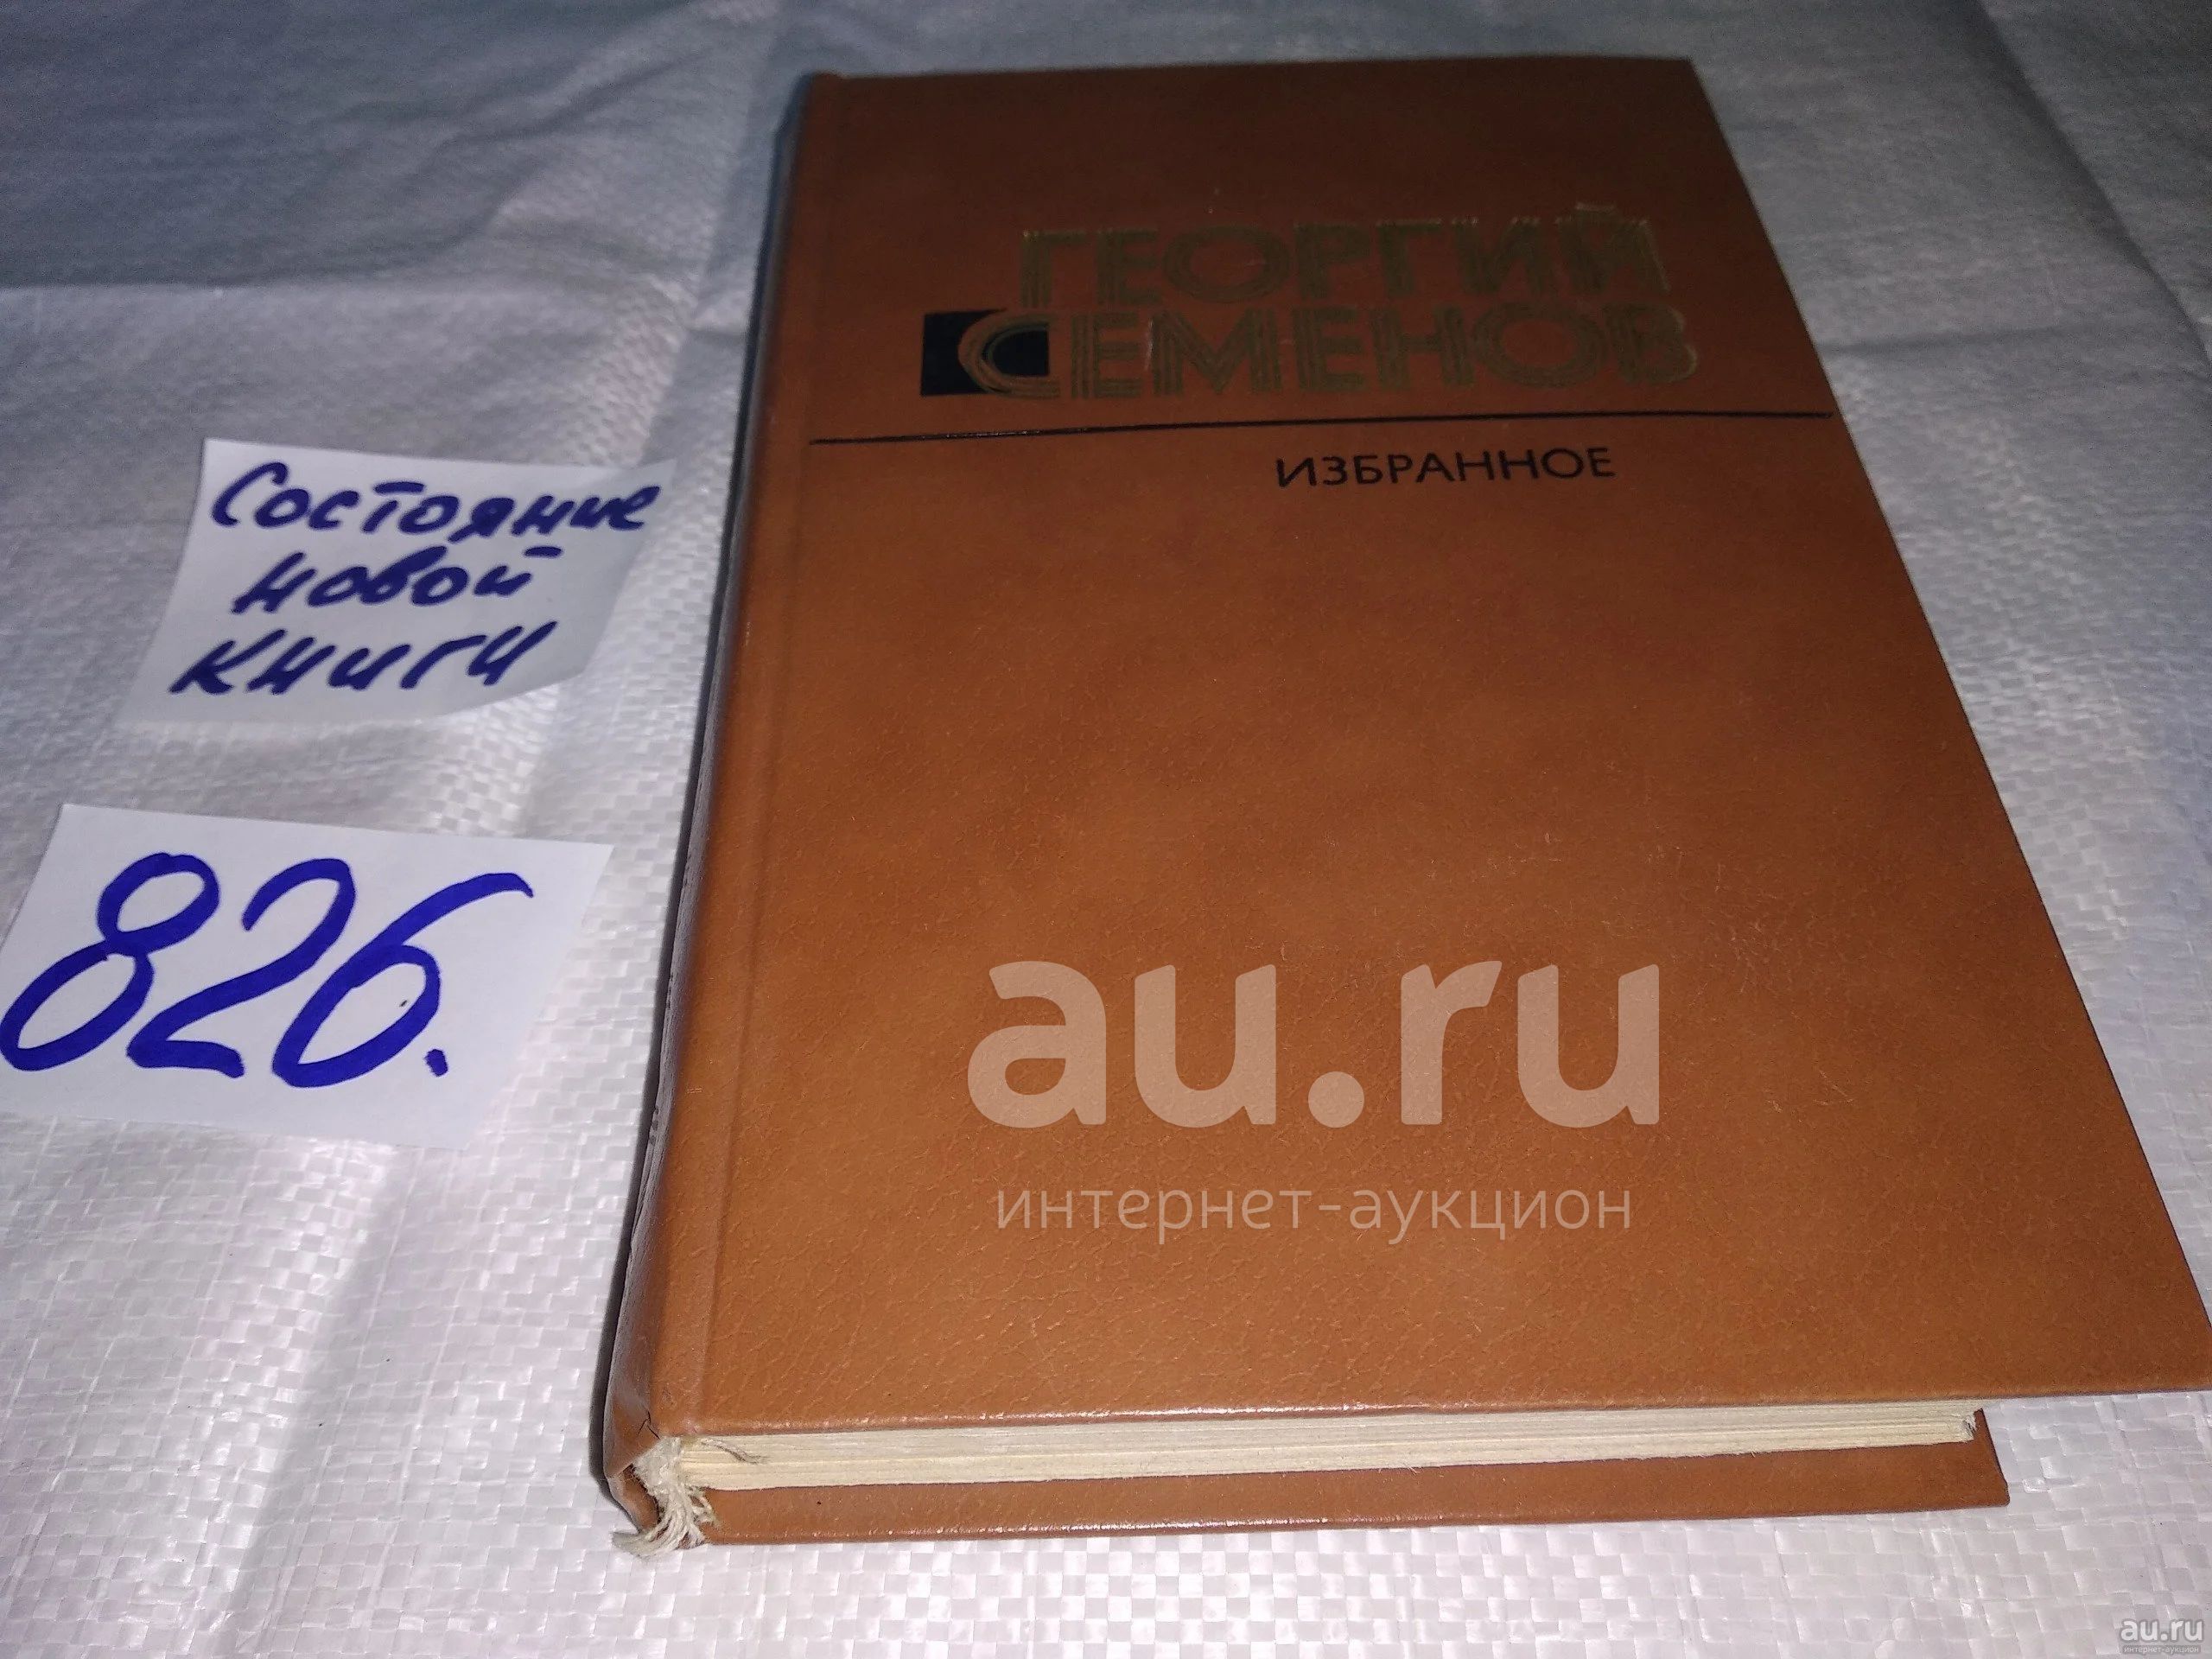 ГЕОРГИЙ
СЕМЕНОВ
ИЗБРАННОЕ
Состояние
новой
книги
826.
au.ru
интернет-аукцион
au.ru
интернет-аукцион